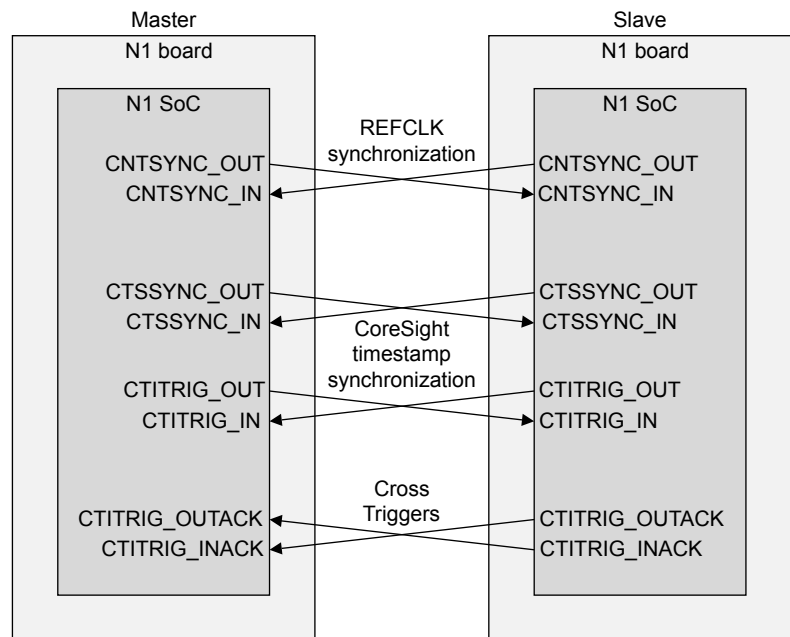 Master
Slave
N1 board
N1 board
N1 SoC
N1 SoC
REFCLK
synchronization
CNTSYNC_OUT
CNTSYNC_OUT
CNTSYNC_IN
CNTSYNC_IN
CTSSYNC_OUT
CTSSYNC_OUT
CTSSYNC_IN
CTSSYNC_IN
CoreSight
timestamp
synchronization
CTITRIG_OUT
CTITRIG_OUT
CTITRIG_IN
CTITRIG_IN
Cross
Triggers
CTITRIG_OUTACK
CTITRIG_OUTACK
CTITRIG_INACK
CTITRIG_INACK